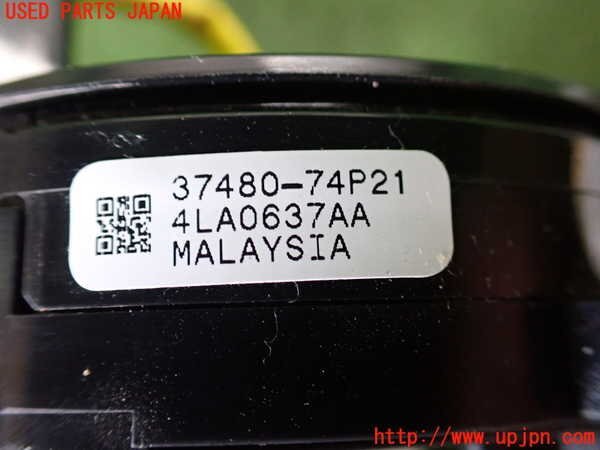 USED PARTS JAPAN
37480-74P21
4LA0637AA
MALAYSIA
http://www.upjpn.com/